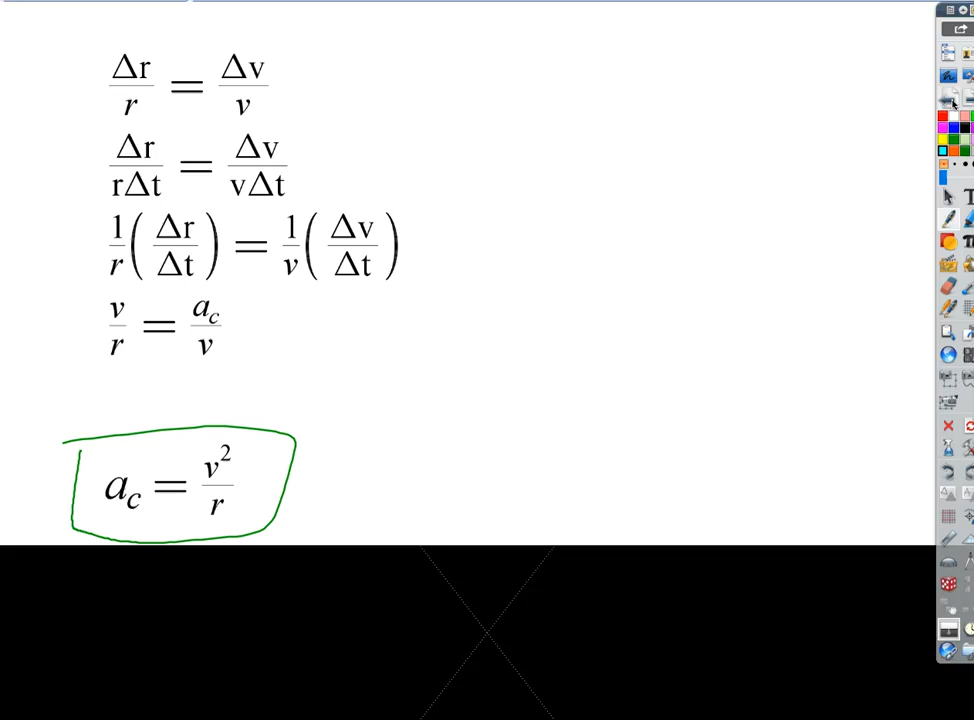 Δr/r = Δv/v
Δr/rΔt = Δv/vΔt
1/r(Δr/Δt) = 1/v(Δv/Δt)
v/r = a_c/v
a_c = v²/r